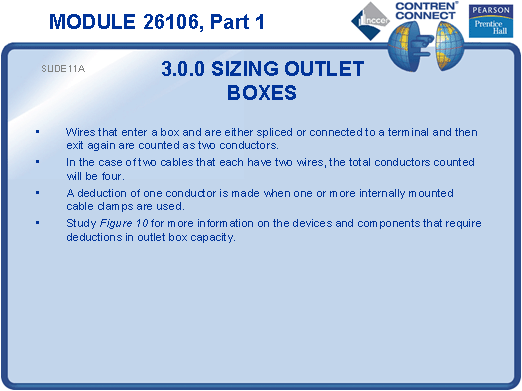 MODULE 26106, Part 1
nccer
CONTREN®
CONNECT
PEARSON
Prentice
Hall
SLIDE 11A
3.0.0 SIZING OUTLET
BOXES
• Wires that enter a box and are either spliced or connected to a terminal and then
exit again are counted as two conductors.
• In the case of two cables that each have two wires, the total conductors counted
will be four.
• A deduction of one conductor is made when one or more internally mounted
cable clamps are used.
• Study Figure 10 for more information on the devices and components that require
deductions in outlet box capacity.